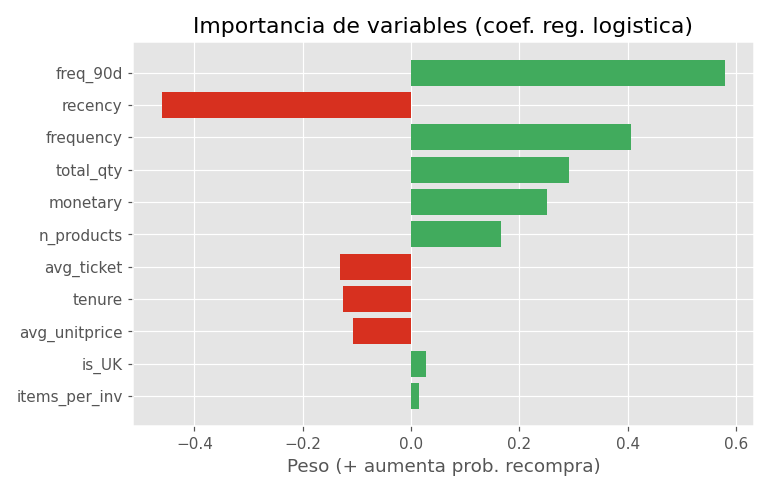 Importancia de variables (coef. reg. logistica)
freq_90d
recency
frequency
total_qty
monetary
n_products
avg_ticket
tenure
avg_unitprice
is_UK
items_per_inv
−0.4 −0.2 0.0 0.2 0.4 0.6
Peso (+ aumenta prob. recompra)